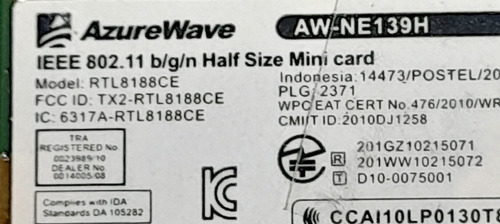 AzureWave
AW-NE139H
IEEE 802.11 b/g/n Half Size Mini card
Model: RTL8188CE
FCC ID: TX2-RTL8188CE
IC: 6317A-RTL8188CE
Indonesia: 14473/POSTEL/20
PLG: 2371
WPC EAT CERT No.476/2010/WR
CMIIT ID:2010DJ1258
TRA
REGISTERED No
0023989/10
DEALER No
0014005/08
Complies with IDA
Standards DA 105282
201GZ10215071
R 201WW10215072
T D10-0075001
CCAI10LP0130T